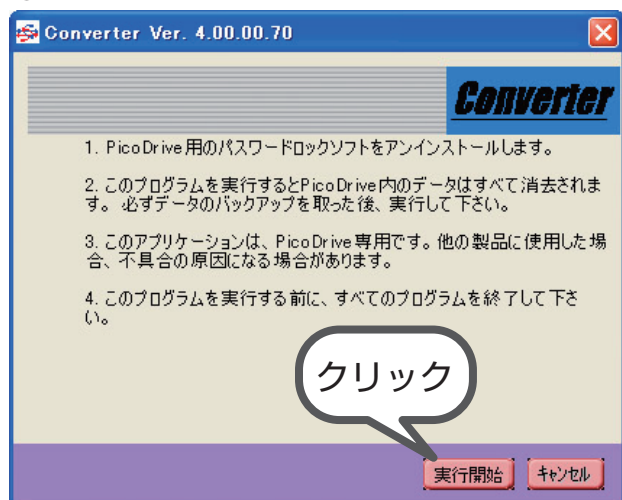 Converter Ver. 4.00.00.70
Converter
1. PicoDrive用のパスワードロックソフトをアンインストールします。
2. このプログラムを実行するとPicoDrive内のデータはすべて消去されま
す。必ずデータのバックアップを取った後、実行して下さい。
3. このアプリケーションは、PicoDrive専用です。他の製品に使用した場
合、不具合の原因になる場合があります。
4. このプログラムを実行する前に、すべてのプログラムを終了して下さ
い。
クリック
実行開始 キャンセル